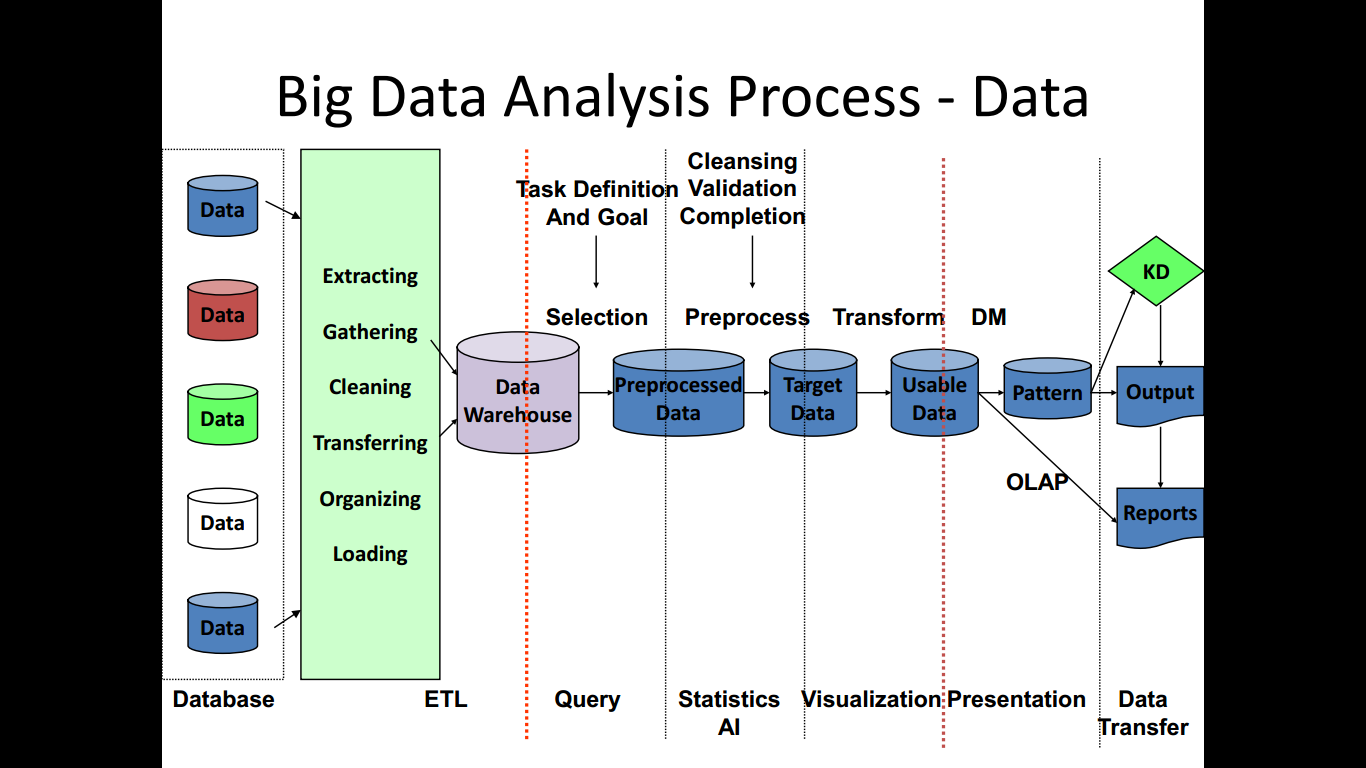 Big Data Analysis Process - Data
Data
Data
Data
Data
Data
Database
Extracting
Gathering
Cleaning
Transferring
Organizing
Loading
ETL
Data
Warehouse
Task Definition
And Goal
Selection
Preprocessed
Data
Query
Cleansing
Validation
Completion
Preprocess
Target
Data
Statistics
AI
Transform
Usable
Data
Visualization
DM
Pattern
OLAP
Presentation
KD
Output
Reports
Data
Transfer